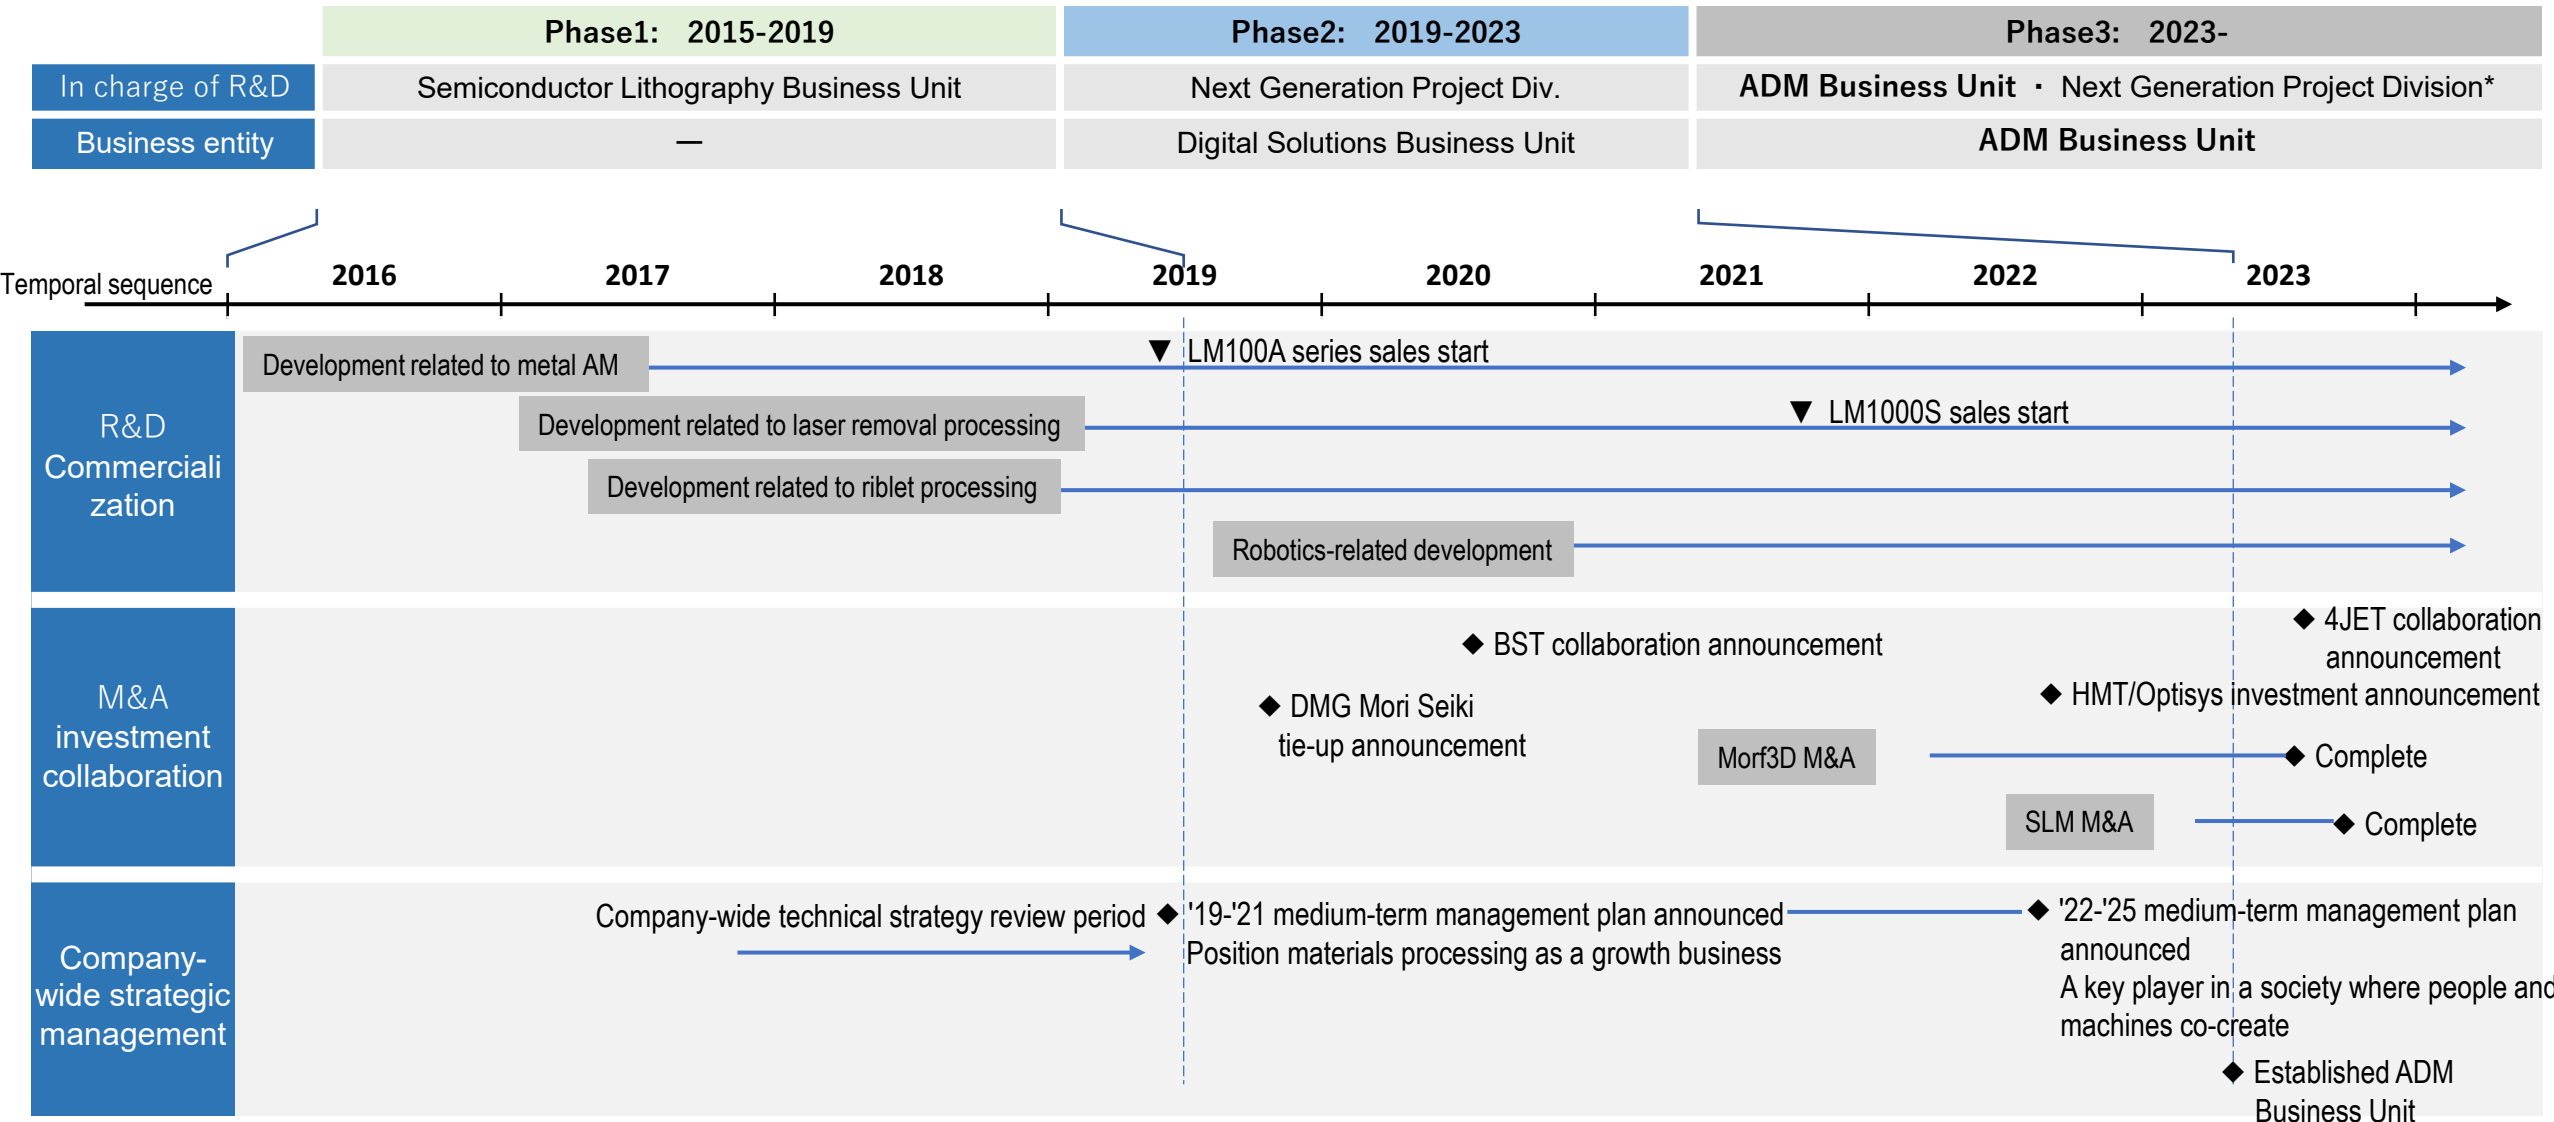 Phase1: 2015-2019
Phase2: 2019-2023
Phase3: 2023-
In charge of R&D
Semiconductor Lithography Business Unit
Next Generation Project Div.
ADM Business Unit ・ Next Generation Project Division*
Business entity
—
Digital Solutions Business Unit
ADM Business Unit
Temporal sequence
2016
2017
2018
2019
2020
2021
2022
2023
R&D
Commerciali
zation
Development related to metal AM
▼ LM100A series sales start
Development related to laser removal processing
▼ LM1000S sales start
Development related to riblet processing
Robotics-related development
M&A
investment
collaboration
◆ 4JET collaboration
announcement
◆ BST collaboration announcement
◆ HMT/Optisys investment announcement
◆ DMG Mori Seiki
tie-up announcement
Morf3D M&A
◆ Complete
SLM M&A
◆ Complete
Company-
wide strategic
management
Company-wide technical strategy review period
◆ '19-'21 medium-term management plan announced
Position materials processing as a growth business
◆ '22-'25 medium-term management plan
announced
A key player in a society where people and
machines co-create
◆ Established ADM
Business Unit